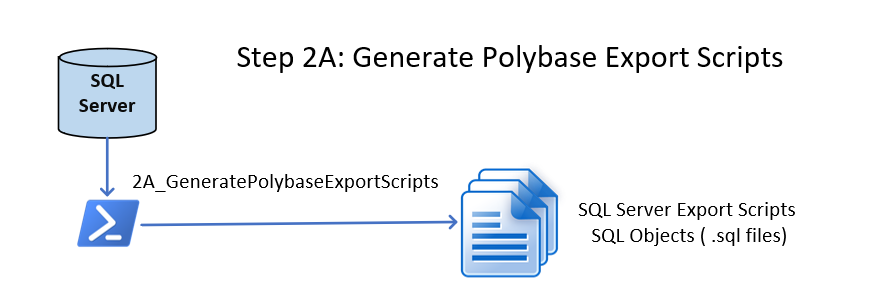 Step 2A: Generate Polybase Export Scripts
SQL
Server
2A_GeneratePolybaseExportScripts
SQL Server Export Scripts
SQL Objects ( .sql files)